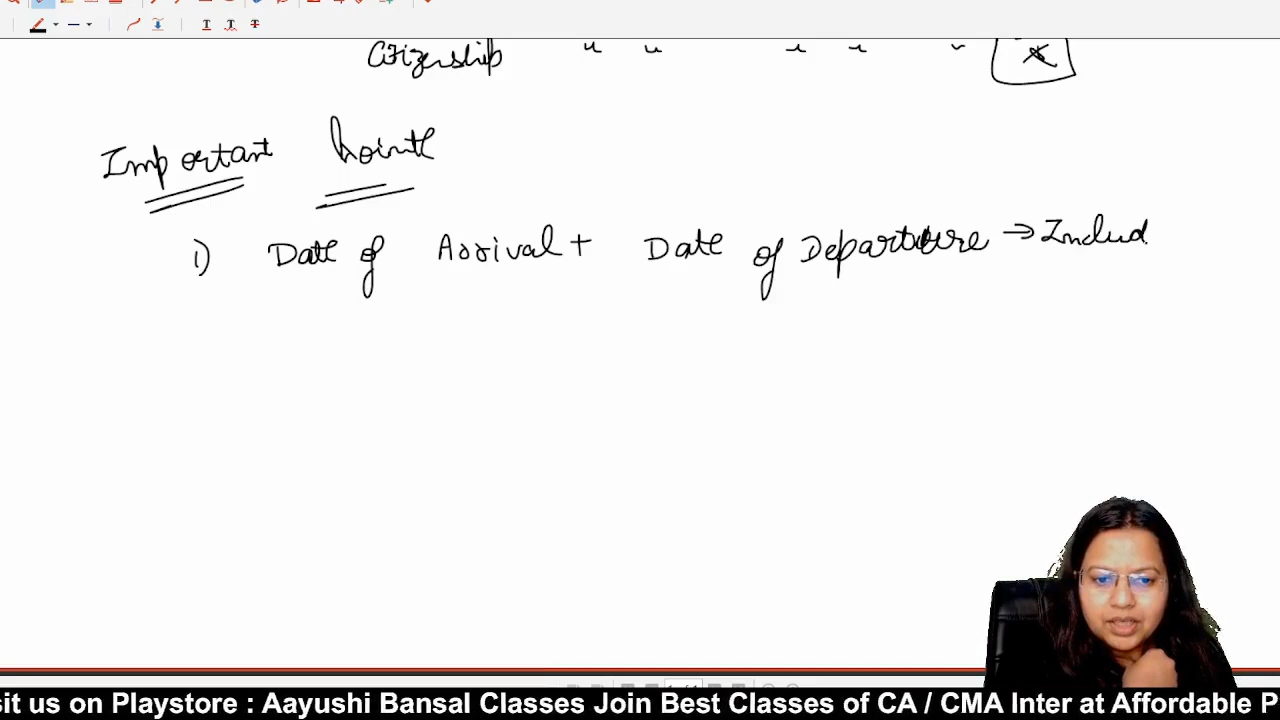 Citizenship
Important Points
1) Date of Arrival + Date of Departure → Includ
sit us on Playstore : Aayushi Bansal Classes Join Best Classes of CA / CMA Inter at Affordable P